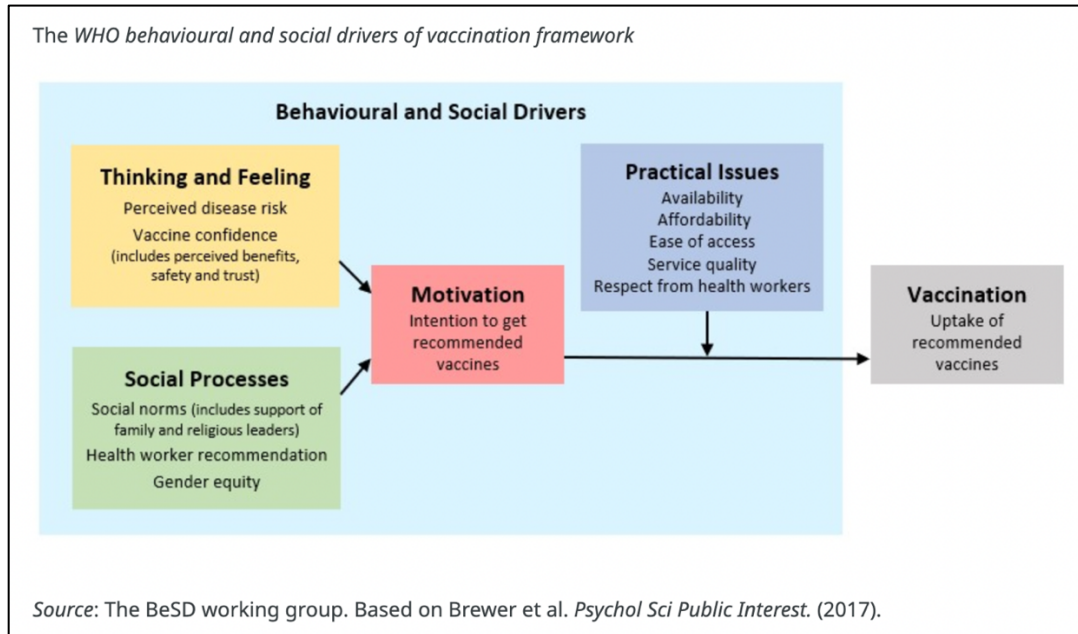 The WHO behavioural and social drivers of vaccination framework
Behavioural and Social Drivers
Thinking and Feeling
Perceived disease risk
Vaccine confidence
(includes perceived benefits,
safety and trust)
Social Processes
Social norms (includes support of
family and religious leaders)
Health worker recommendation
Gender equity
Motivation
Intention to get
recommended
vaccines
Practical Issues
Availability
Affordability
Ease of access
Service quality
Respect from health workers
Vaccination
Uptake of
recommended
vaccines
Source: The BeSD working group. Based on Brewer et al. Psychol Sci Public Interest. (2017).